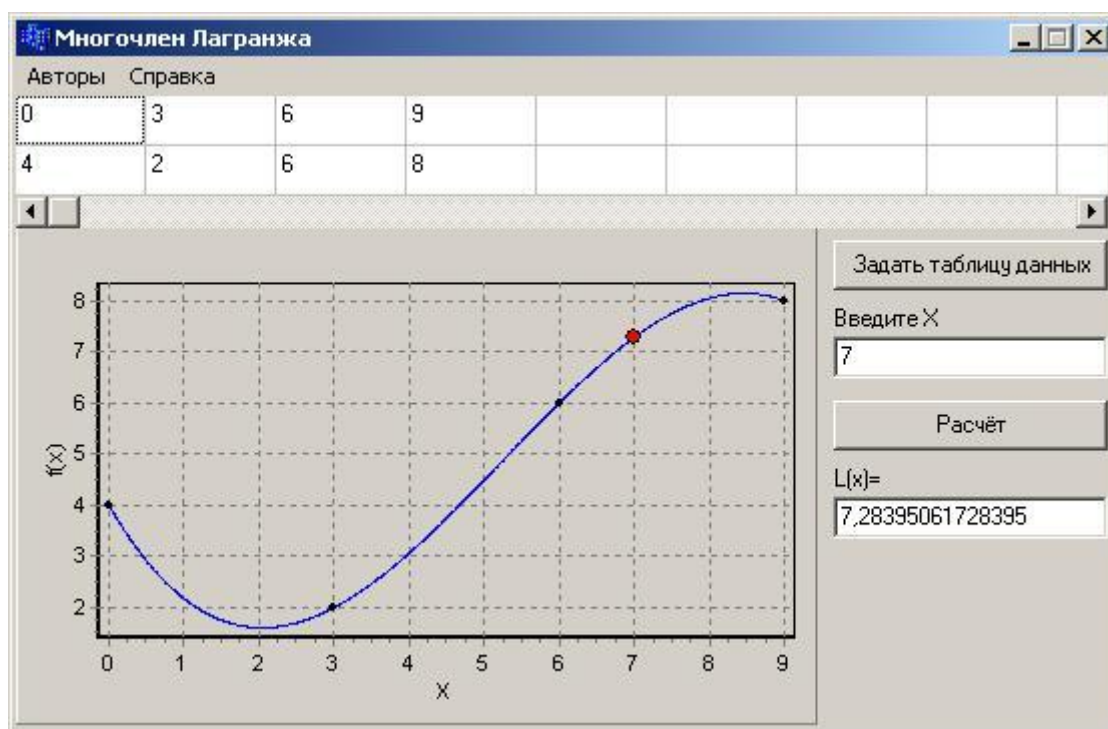 Многочлен Лагранжа
Авторы Справка
0 3 6 9
4 2 6 8
Задать таблицу данных
Введите X
7
Расчёт
L(x)=
7,28395061728395
8
7
6
5
4
3
2
f(x)
0 1 2 3 4 5 6 7 8 9
X